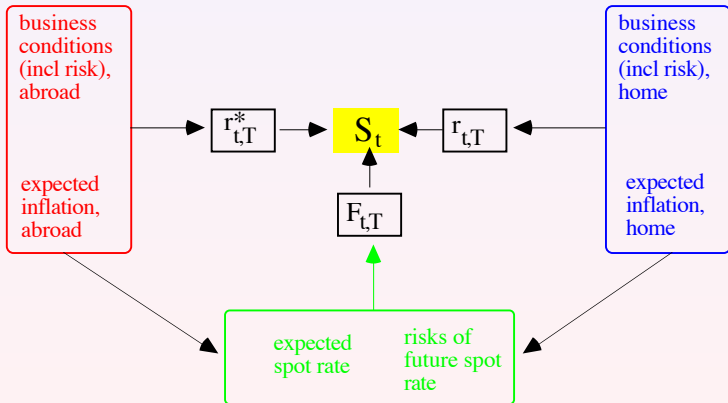 business
conditions
(incl risk),
abroad
expected
inflation,
abroad
r*t,T
St
rt,T
Ft,T
business
conditions
(incl risk),
home
expected
inflation,
home
expected
spot rate
risks of
future spot
rate